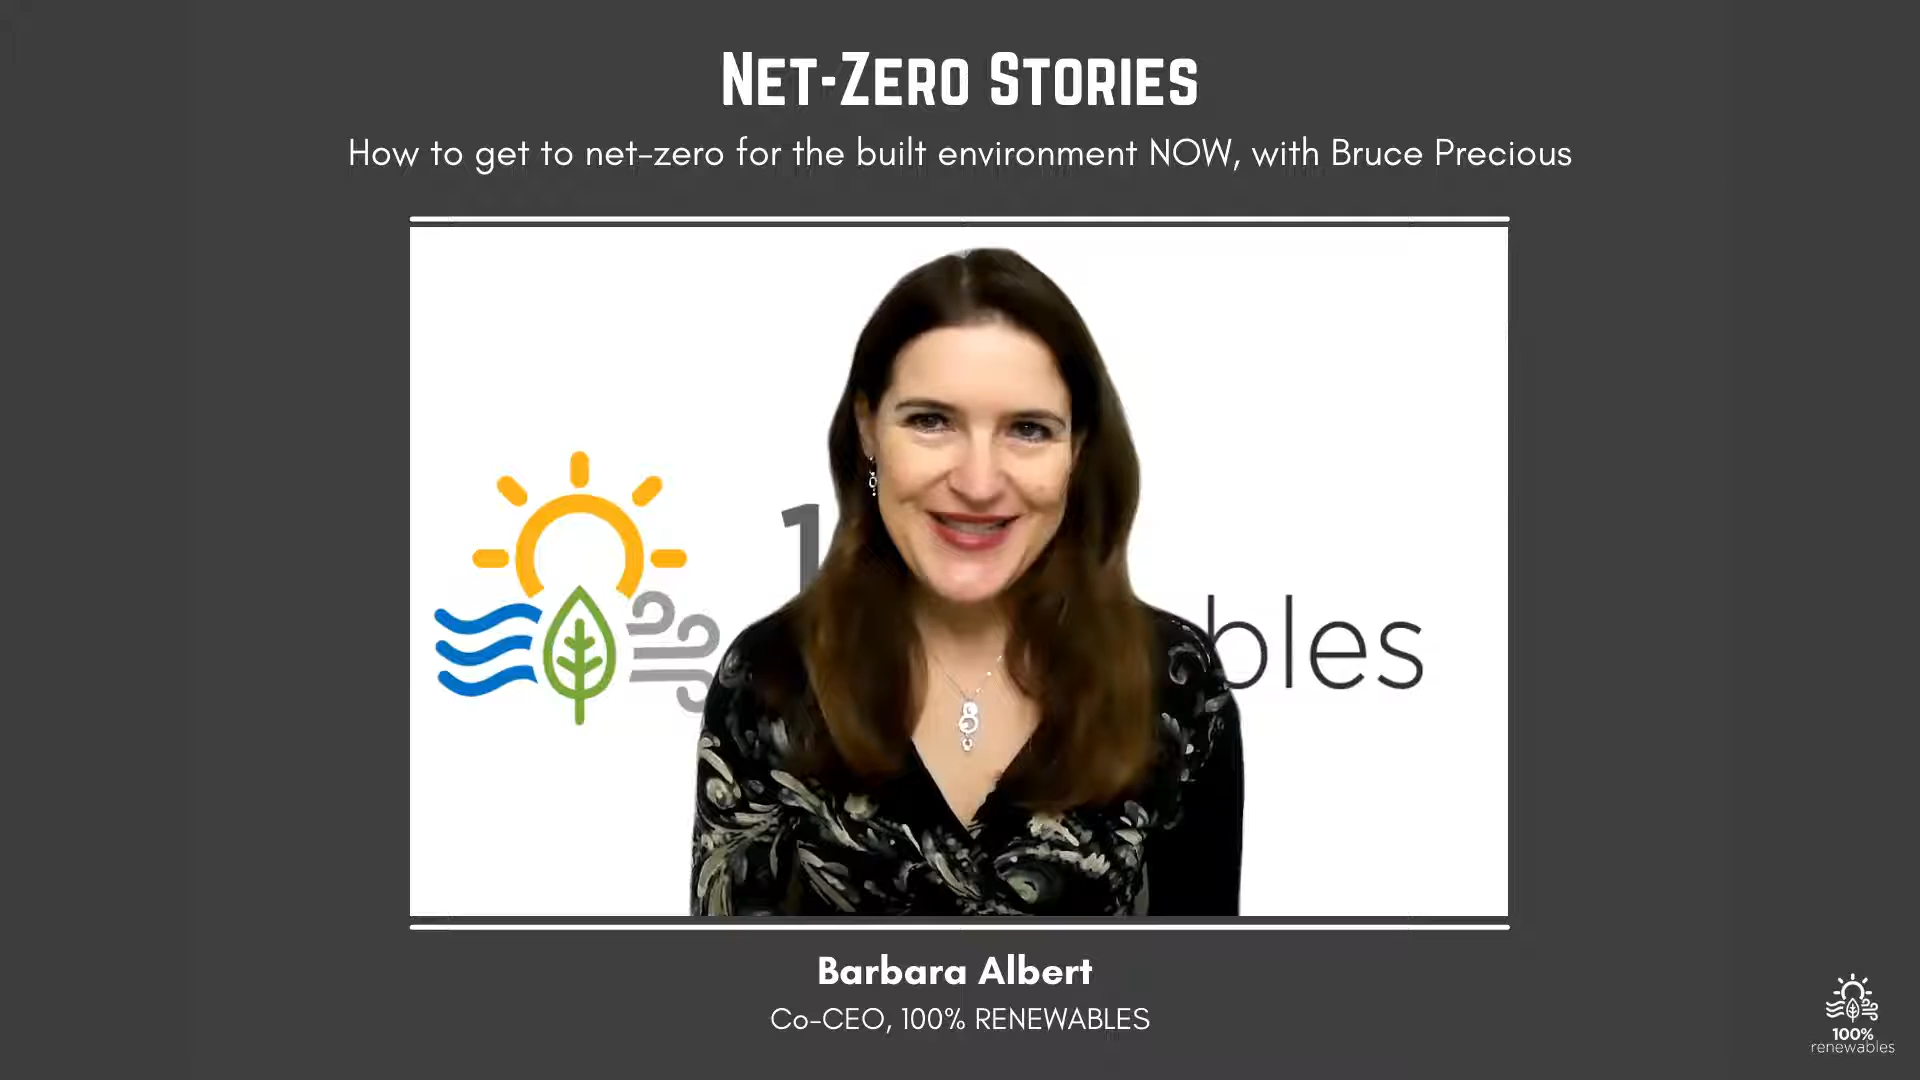 Net-Zero Stories
How to get to net-zero for the built environment NOW, with Bruce Precious
1
bles
Barbara Albert
Co-CEO, 100% RENEWABLES
100%
renewables